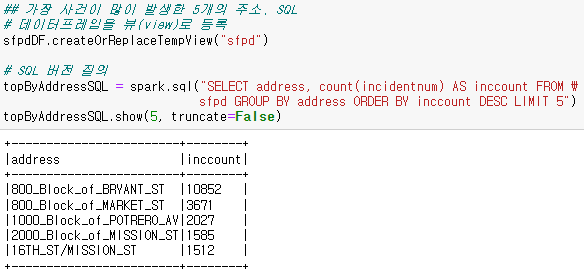 ## 가장 사건이 많이 발생한 5개의 주소. SQL
# 데이터프레임을 뷰(view)로 등록
sfpdDF.createOrReplaceTempView("sfpd")
# SQL 버전 질의
topByAddressSQL = spark.sql("SELECT address, count(incidentnum) AS inccount FROM ₩
sfpd GROUP BY address ORDER BY inccount DESC LIMIT 5")
topByAddressSQL.show(5, truncate=False)
+------------------------+--------+
|address                 |inccount|
+------------------------+--------+
|800_Block_of_BRYANT_ST  |10852   |
|800_Block_of_MARKET_ST  |3671    |
|1000_Block_of_POTRERO_AV|2027    |
|2000_Block_of_MISSION_ST|1585    |
|16TH_ST/MISSION_ST      |1512    |
+------------------------+--------+